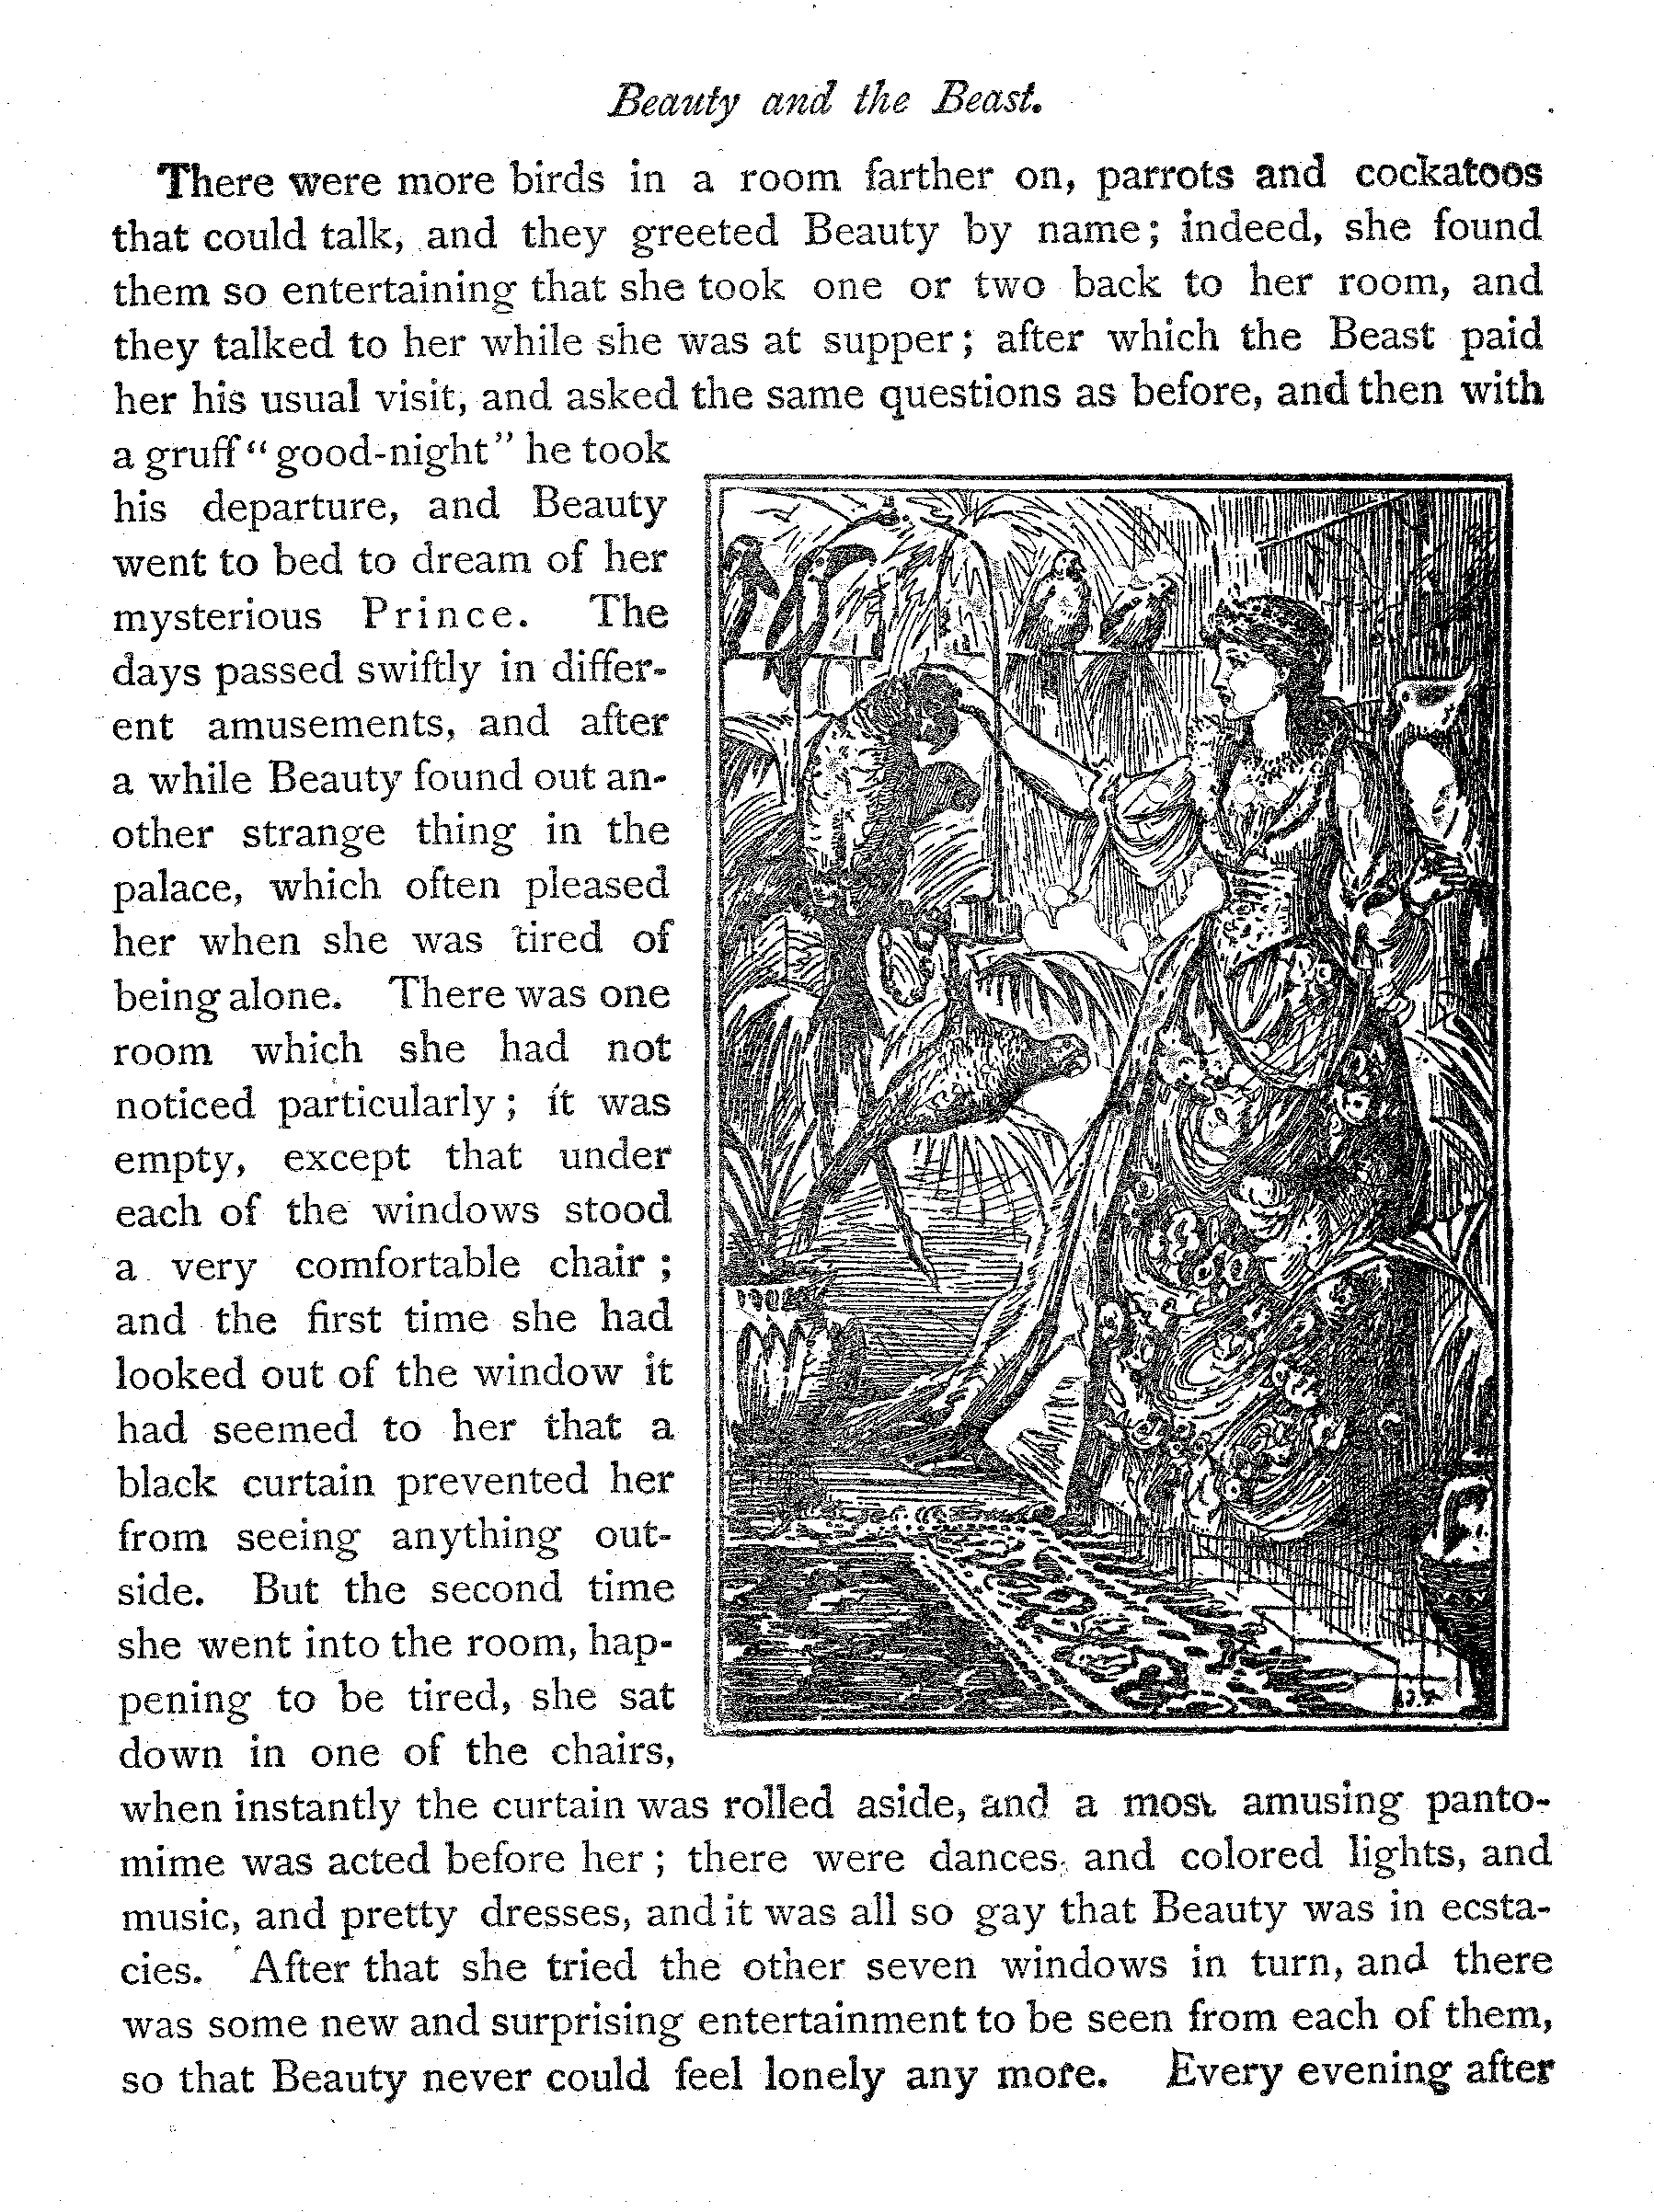 Beauty and the Beast.
There were more birds in a room farther on, parrots and cockatoos
that could talk, and they greeted Beauty by name; indeed, she found
them so entertaining that she took one or two back to her room, and
they talked to her while she was at supper; after which the Beast paid
her his usual visit, and asked the same questions as before, and then with
a gruff "good-night" he took
his departure, and Beauty
went to bed to dream of her
mysterious Prince. The
days passed swiftly in differ-
ent amusements, and after
a while Beauty found out an-
other strange thing in the
palace, which often pleased
her when she was tired of
being alone. There was one
room which she had not
noticed particularly; it was
empty, except that under
each of the windows stood
a very comfortable chair;
and the first time she had
looked out of the window it
had seemed to her that a
black curtain prevented her
from seeing anything out-
side. But the second time
she went into the room, hap-
pening to be tired, she sat
down in one of the chairs,
when instantly the curtain was rolled aside, and a most amusing panto-
mime was acted before her; there were dances, and colored lights, and
music, and pretty dresses, and it was all so gay that Beauty was in ecsta-
cies. After that she tried the other seven windows in turn, and there
was some new and surprising entertainment to be seen from each of them,
so that Beauty never could feel lonely any more. Every evening after